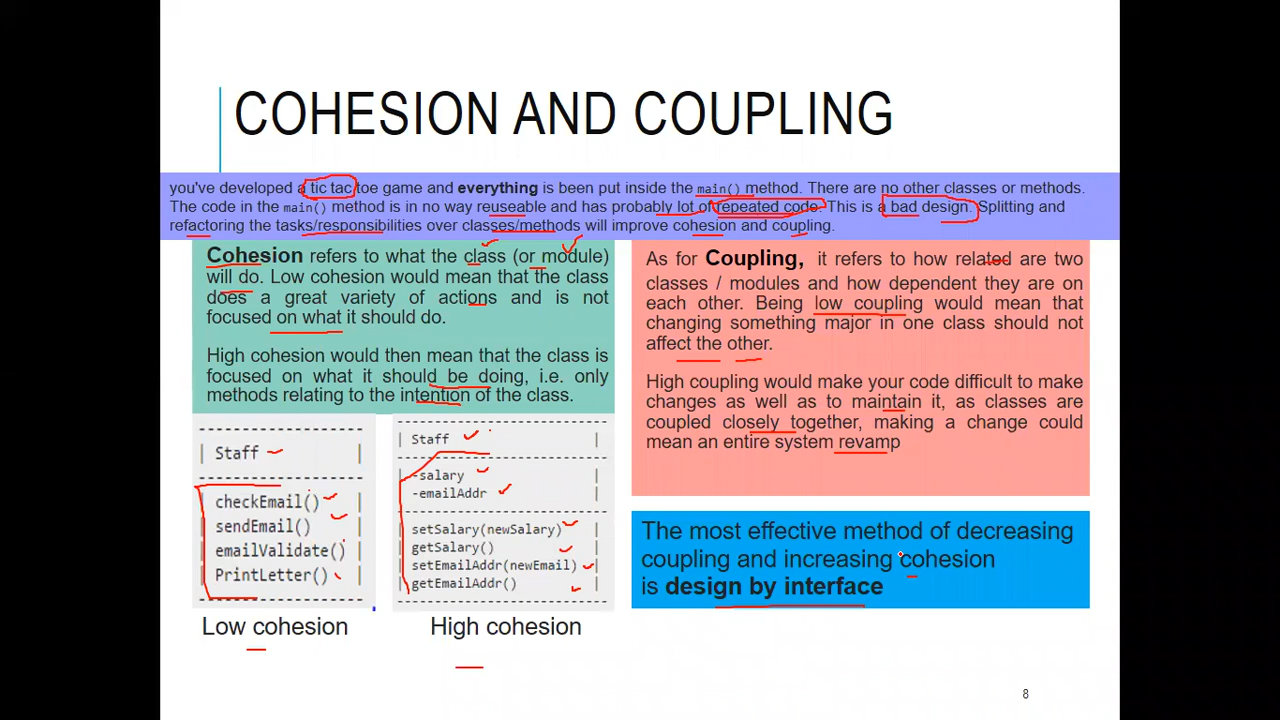 COHESION AND COUPLING
you've developed a tic tac toe game and everything is been put inside the main() method. There are no other classes or methods.
The code in the main() method is in no way reuseable and has probably lot of repeated code. This is a bad design. Splitting and
refactoring the tasks/responsibilities over classes/methods will improve cohesion and coupling.
Cohesion refers to what the class (or module)
will do. Low cohesion would mean that the class
does a great variety of actions and is not
focused on what it should do.
High cohesion would then mean that the class is
focused on what it should be doing, i.e. only
methods relating to the intention of the class.
As for Coupling, it refers to how related are two
classes / modules and how dependent they are on
each other. Being low coupling would mean that
changing something major in one class should not
affect the other.
High coupling would make your code difficult to make
changes as well as to maintain it, as classes are
coupled closely together, making a change could
mean an entire system revamp
| Staff |
| checkEmail() |
| sendEmail() |
| emailValidate() |
| PrintLetter() |
Low cohesion
| Staff |
| -salary |
| -emailAddr |
| setSalary(newSalary) |
| getSalary() |
| setEmailAddr(newEmail) |
| getEmailAddr() |
High cohesion
The most effective method of decreasing
coupling and increasing cohesion
is design by interface
8